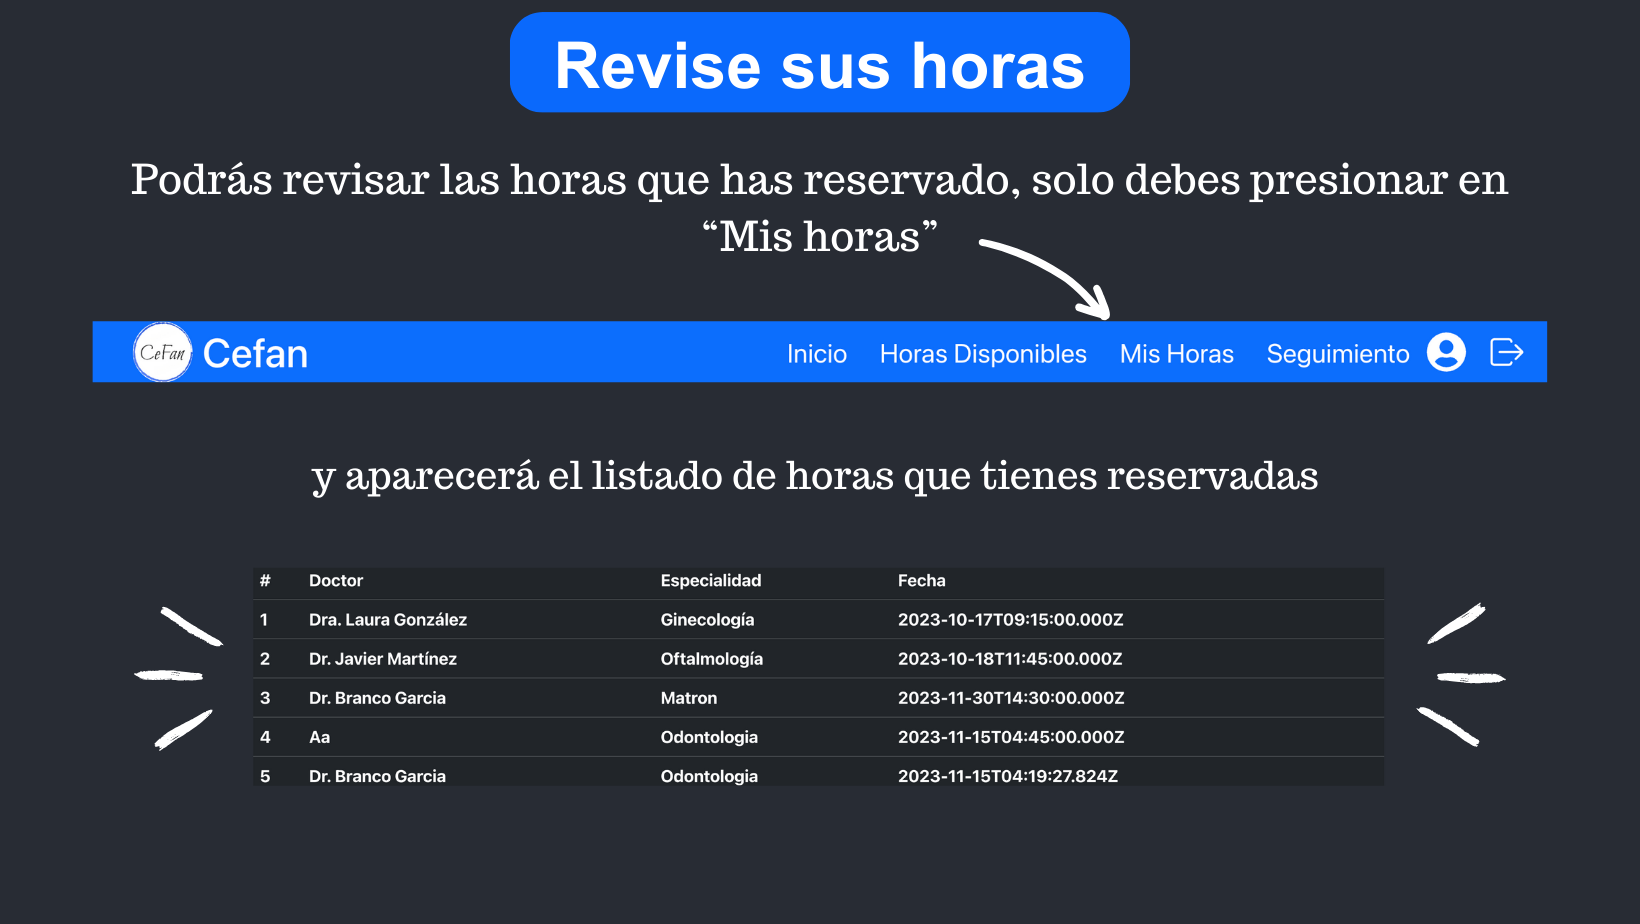 Revise sus horas
Podrás revisar las horas que has reservado, solo debes presionar en
“Mis horas”
CeFan Cefan Inicio Horas Disponibles Mis Horas Seguimiento
y aparecerá el listado de horas que tienes reservadas
# Doctor Especialidad Fecha
1 Dra. Laura González Ginecología 2023-10-17T09:15:00.000Z
2 Dr. Javier Martínez Oftalmología 2023-10-18T11:45:00.000Z
3 Dr. Branco Garcia Matron 2023-11-30T14:30:00.000Z
4 Aa Odontologia 2023-11-15T04:45:00.000Z
5 Dr. Branco Garcia Odontologia 2023-11-15T04:19:27.824Z